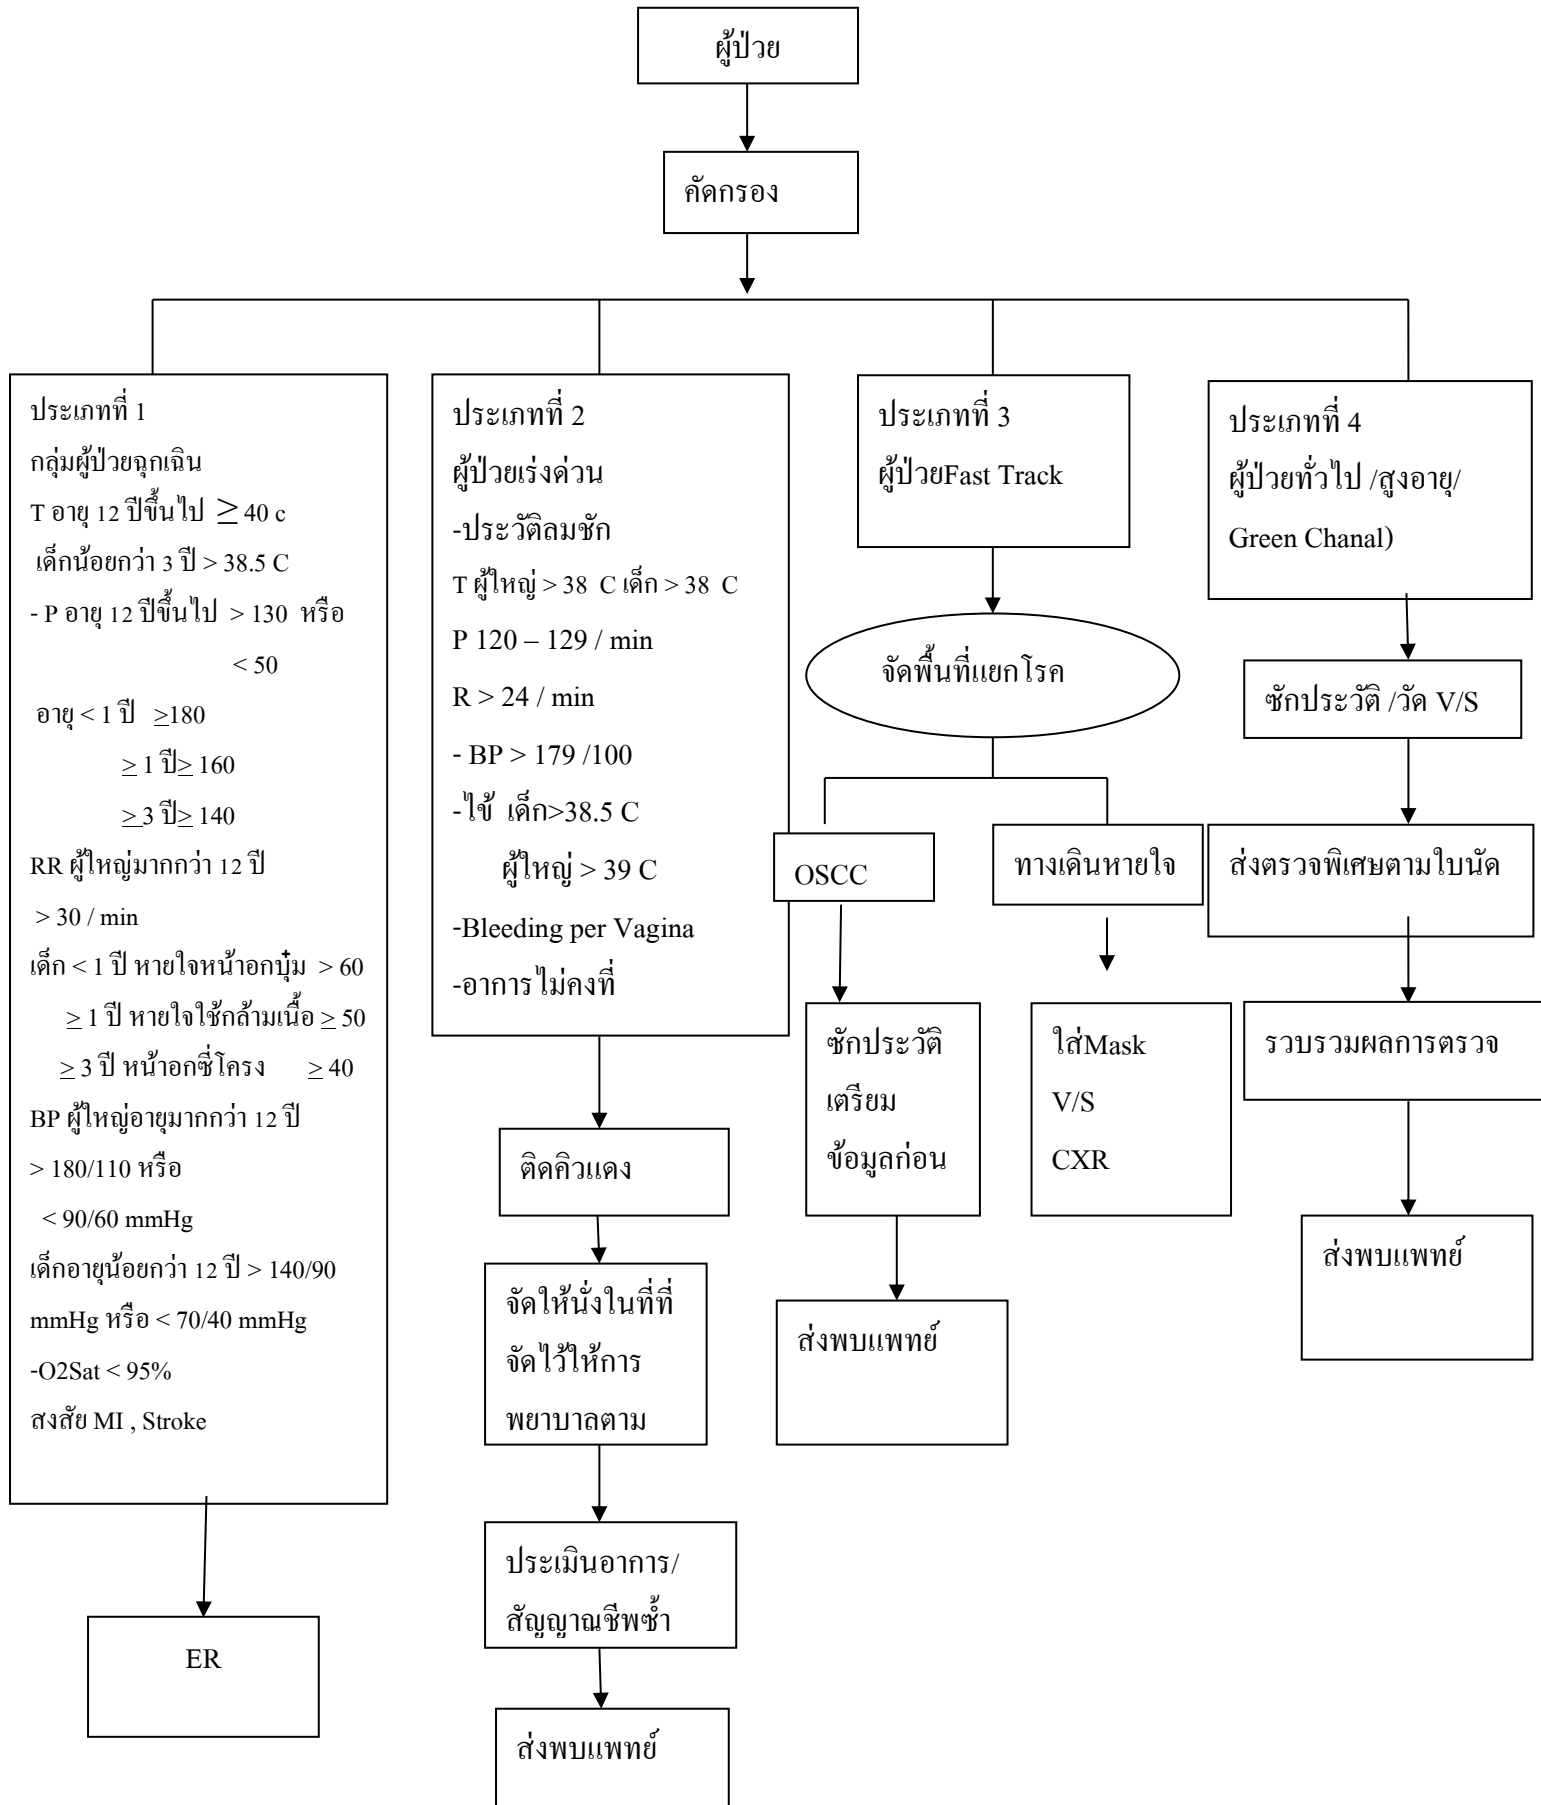 ผู้ป่วย
คัดกรอง
ประเภทที่ 1
กลุ่มผู้ป่วยฉุกเฉิน
T อายุ 12 ปีขึ้นไป ≥ 40 c
เด็กน้อยกว่า 3 ปี > 38.5 C
- P อายุ 12 ปีขึ้นไป > 130 หรือ
< 50
อายุ < 1 ปี ≥180
≥ 1 ปี≥ 160
≥ 3 ปี≥ 140
RR ผู้ใหญ่มากกว่า 12 ปี
> 30 / min
เด็ก < 1 ปี หายใจหน้าอกบุ๋ม > 60
≥ 1 ปี หายใจใช้กล้ามเนื้อ ≥ 50
≥ 3 ปี หน้าอกซี่โครง ≥ 40
BP ผู้ใหญ่อายุมากกว่า 12 ปี
> 180/110 หรือ
< 90/60 mmHg
เด็กอายุน้อยกว่า 12 ปี > 140/90
mmHg หรือ < 70/40 mmHg
-O2Sat < 95%
สงสัย MI , Stroke
ER
ประเภทที่ 2
ผู้ป่วยเร่งด่วน
-ประวัติลมชัก
T ผู้ใหญ่ > 38 C เด็ก > 38 C
P 120 – 129 / min
R > 24 / min
- BP > 179 /100
-ไข้ เด็ก>38.5 C
ผู้ใหญ่ > 39 C
-Bleeding per Vagina
-อาการไม่คงที่
ติดคิวแดง
จัดให้นั่งในที่ที่
จัดไว้ให้การ
พยาบาลตาม
ประเมินอาการ/
สัญญาณชีพซ้ำ
ส่งพบแพทย์
ประเภทที่ 3
ผู้ป่วยFast Track
จัดพื้นที่แยกโรค
OSCC
ซักประวัติ
เตรียม
ข้อมูลก่อน
ส่งพบแพทย์
ทางเดินหายใจ
ใส่Mask
V/S
CXR
ประเภทที่ 4
ผู้ป่วยทั่วไป /สูงอายุ/
Green Chanal)
ซักประวัติ /วัด V/S
ส่งตรวจพิเศษตามใบนัด
รวบรวมผลการตรวจ
ส่งพบแพทย์